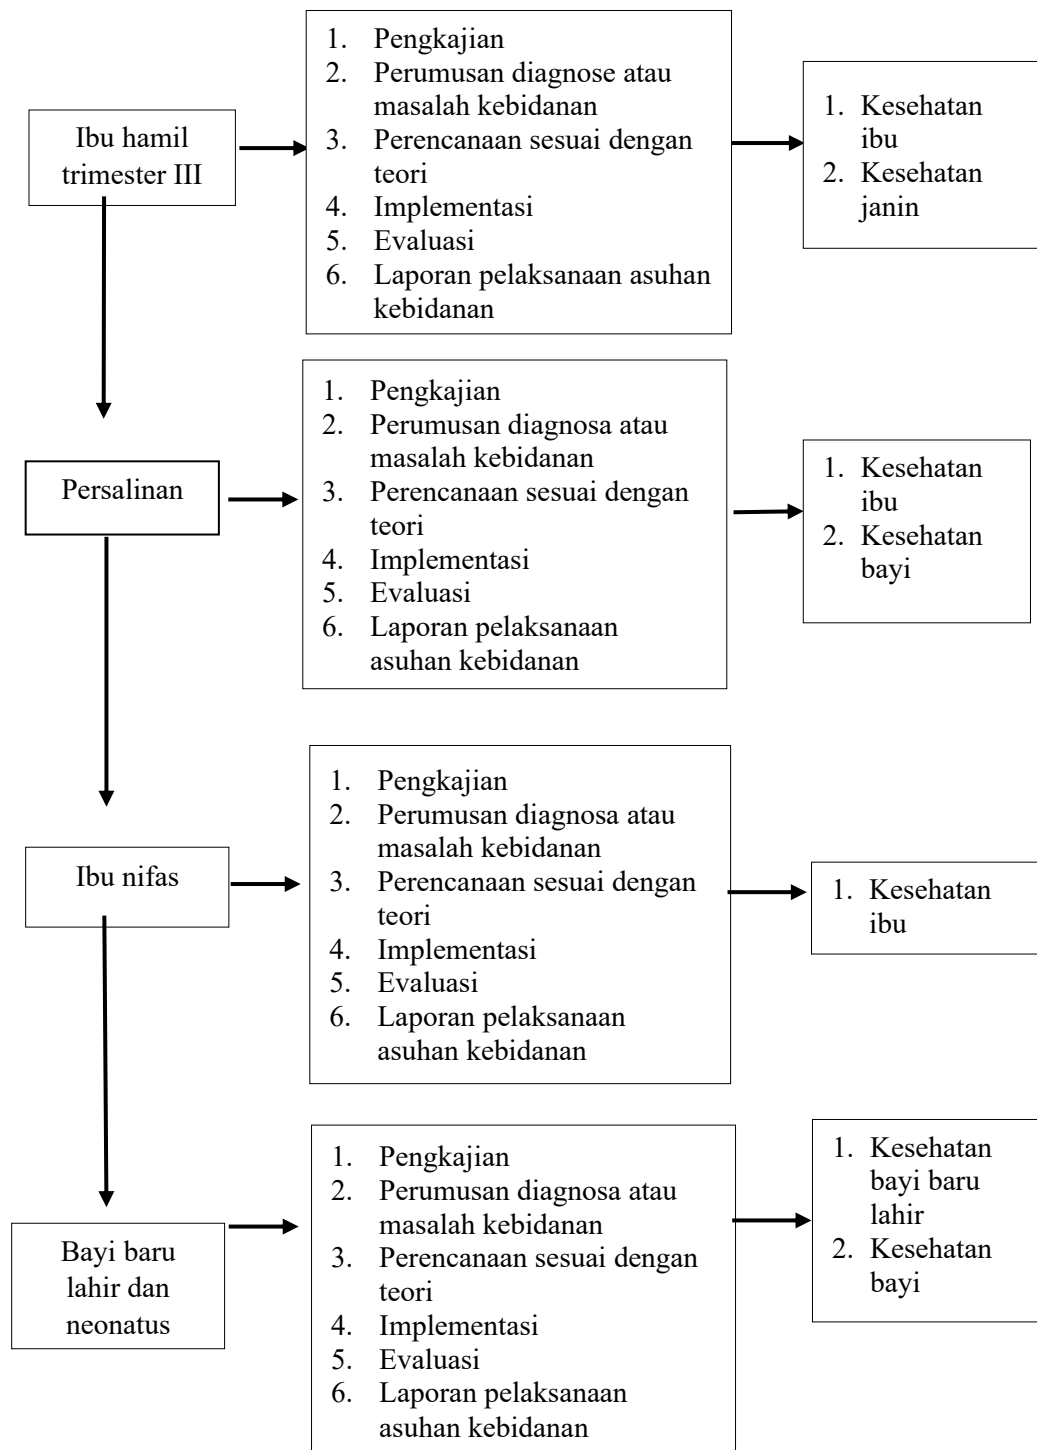 Ibu hamil
trimester III
1. Pengkajian
2. Perumusan diagnose atau
masalah kebidanan
3. Perencanaan sesuai dengan
teori
4. Implementasi
5. Evaluasi
6. Laporan pelaksanaan asuhan
kebidanan
1. Kesehatan
ibu
2. Kesehatan
janin
Persalinan
1. Pengkajian
2. Perumusan diagnosa atau
masalah kebidanan
3. Perencanaan sesuai dengan
teori
4. Implementasi
5. Evaluasi
6. Laporan pelaksanaan
asuhan kebidanan
1. Kesehatan
ibu
2. Kesehatan
bayi
Ibu nifas
1. Pengkajian
2. Perumusan diagnosa atau
masalah kebidanan
3. Perencanaan sesuai dengan
teori
4. Implementasi
5. Evaluasi
6. Laporan pelaksanaan
asuhan kebidanan
1. Kesehatan
ibu
Bayi baru
lahir dan
neonatus
1. Pengkajian
2. Perumusan diagnosa atau
masalah kebidanan
3. Perencanaan sesuai dengan
teori
4. Implementasi
5. Evaluasi
6. Laporan pelaksanaan
asuhan kebidanan
1. Kesehatan
bayi baru
lahir
2. Kesehatan
bayi